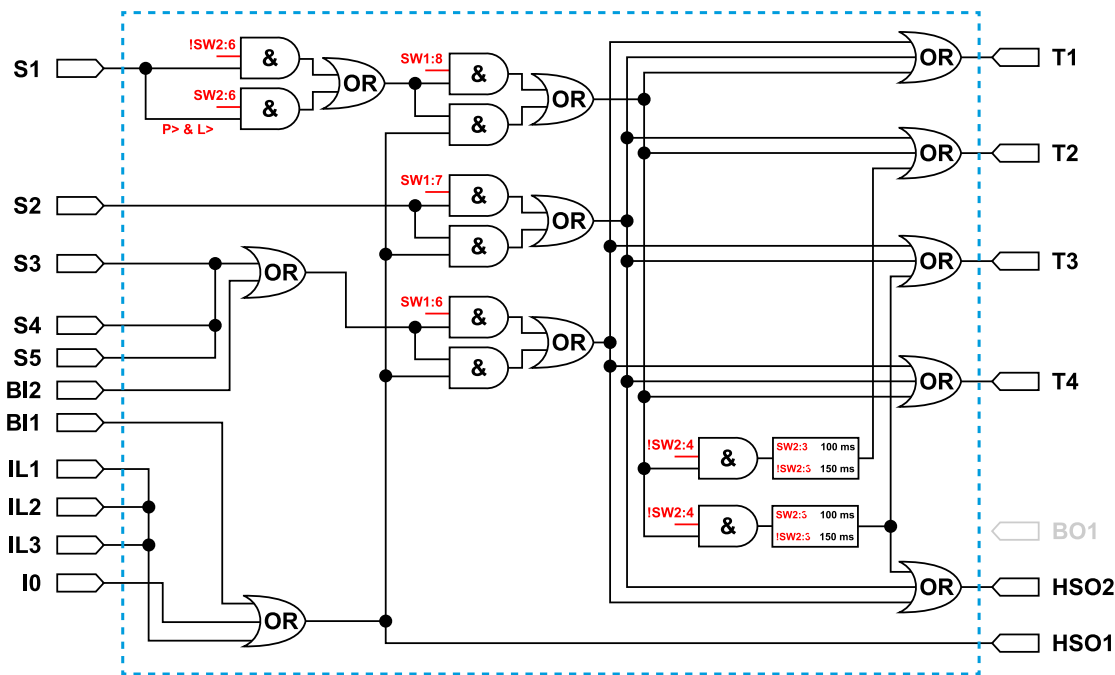 !SW2:6
&
S1
SW2:6
&
P> & L>
OR
SW1:8
&
&
OR
OR
T1
OR
T2
S2
SW1:7
&
&
OR
S3
S4
S5
BI2
BI1
OR
SW1:6
&
&
OR
OR
T3
OR
T4
!SW2:4
&
SW2:3 100 ms
!SW2:3 150 ms
!SW2:4
&
SW2:3 100 ms
!SW2:3 150 ms
IL1
IL2
IL3
I0
OR
BO1
OR
HSO2
HSO1